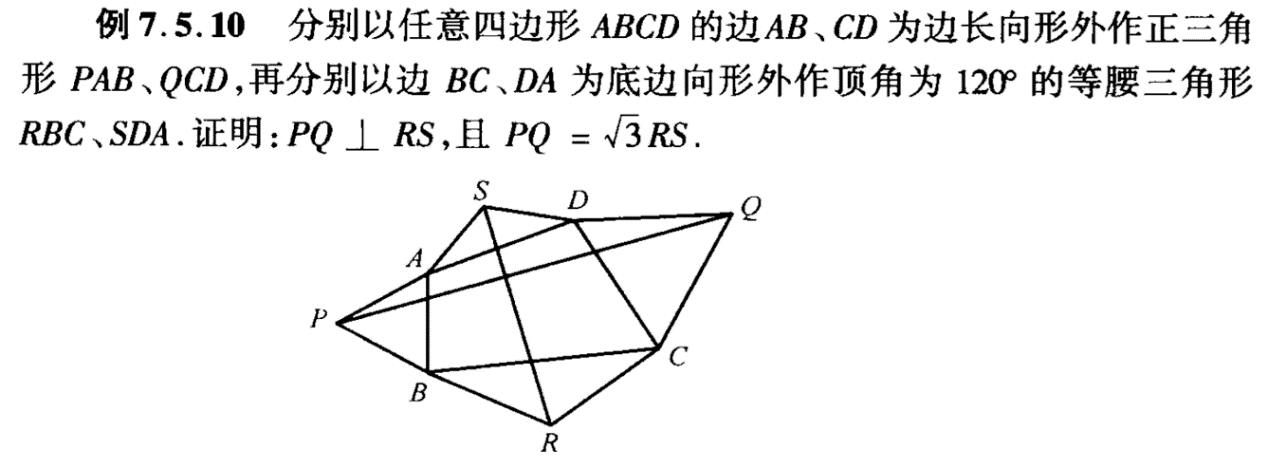 例 7.5.10 分别以任意四边形 ABCD 的边AB、CD 为边长向形外作正三角
形 PAB、QCD,再分别以边 BC、DA 为底边向形外作顶角为 120° 的等腰三角形
RBC、SDA.证明:PQ ⊥ RS,且 PQ = √3RS.
S
D
Q
A
P
C
B
R